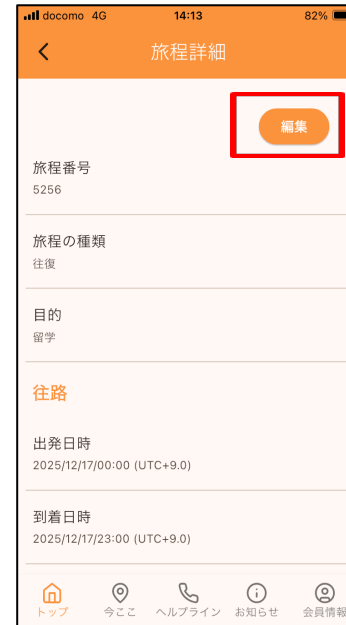 docomo 4G 14:13 82%
旅程詳細
編集
旅程番号
5256
旅程の種類
往復
目的
留学
往路
出発日時
2025/12/17/00:00 (UTC+9.0)
到着日時
2025/12/17/23:00 (UTC+9.0)
トップ 今ここ ヘルプライン お知らせ 会員情報